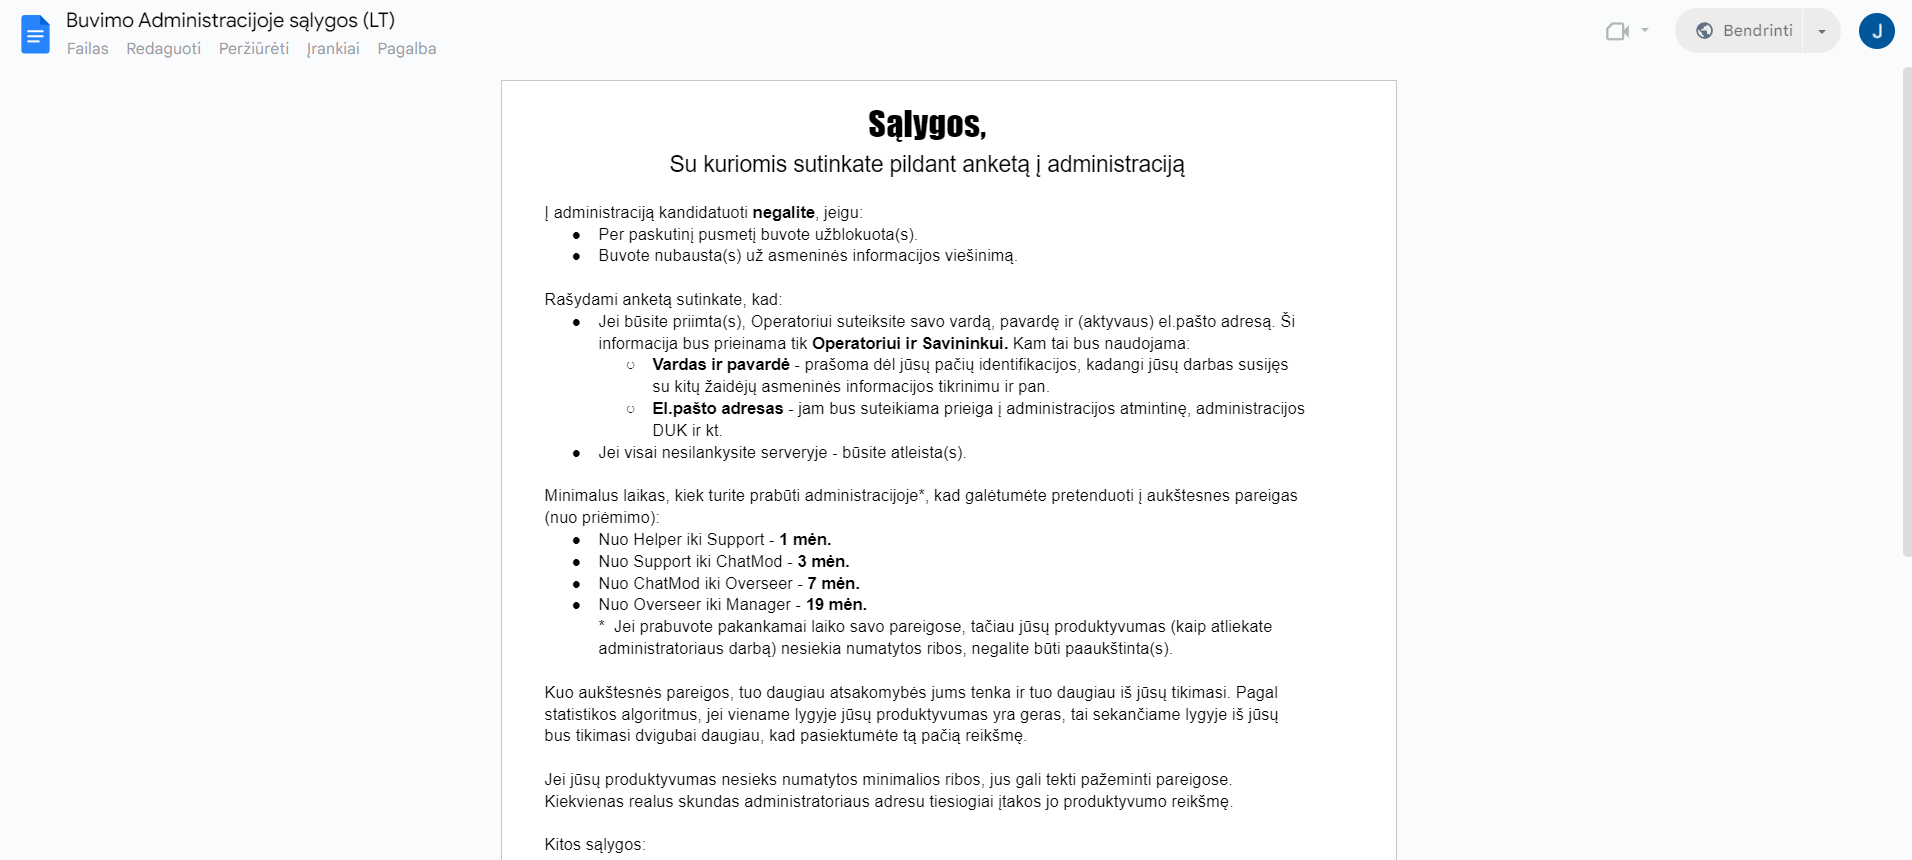 Buvimo Administracijoje sąlygos (LT)
Failas Redaguoti Peržiūrėti Įrankiai Pagalba
Bendrinti
J
Sąlygos,
Su kuriomis sutinkate pildant anketą į administraciją
Į administraciją kandidatuoti negalite, jeigu:
● Per paskutinį pusmetį buvote užblokuota(s).
● Buvote nubausta(s) už asmeninės informacijos viešinimą.
Rašydami anketą sutinkate, kad:
● Jei būsite priimta(s), Operatoriui suteiksite savo vardą, pavardę ir (aktyvaus) el.pašto adresą. Ši
informacija bus prieinama tik Operatoriui ir Savininkui. Kam tai bus naudojama:
○ Vardas ir pavardė - prašoma dėl jūsų pačių identifikacijos, kadangi jūsų darbas susijęs
su kitų žaidėjų asmeninės informacijos tikrinimu ir pan.
○ El.pašto adresas - jam bus suteikiama prieiga į administracijos atmintinę, administracijos
DUK ir kt.
● Jei visai nesilankysite serveryje - būsite atleista(s).
Minimalus laikas, kiek turite prabūti administracijoje*, kad galėtumėte pretenduoti į aukštesnes pareigas
(nuo priėmimo):
● Nuo Helper iki Support - 1 mėn.
● Nuo Support iki ChatMod - 3 mėn.
● Nuo ChatMod iki Overseer - 7 mėn.
● Nuo Overseer iki Manager - 19 mėn.
* Jei prabuvote pakankamai laiko savo pareigose, tačiau jūsų produktyvumas (kaip atliekate
administratoriaus darbą) nesiekia numatytos ribos, negalite būti paaukštinta(s).
Kuo aukštesnės pareigos, tuo daugiau atsakomybės jums tenka ir tuo daugiau iš jūsų tikimasi. Pagal
statistikos algoritmus, jei viename lygyje jūsų produktyvumas yra geras, tai sekančiame lygyje iš jūsų
bus tikimasi dvigubai daugiau, kad pasiektumėte tą pačią reikšmę.
Jei jūsų produktyvumas nesieks numatytos minimalios ribos, jus gali tekti pažeminti pareigose.
Kiekvienas realus skundas administratoriaus adresu tiesiogiai įtakos jo produktyvumo reikšmę.
Kitos sąlygos: